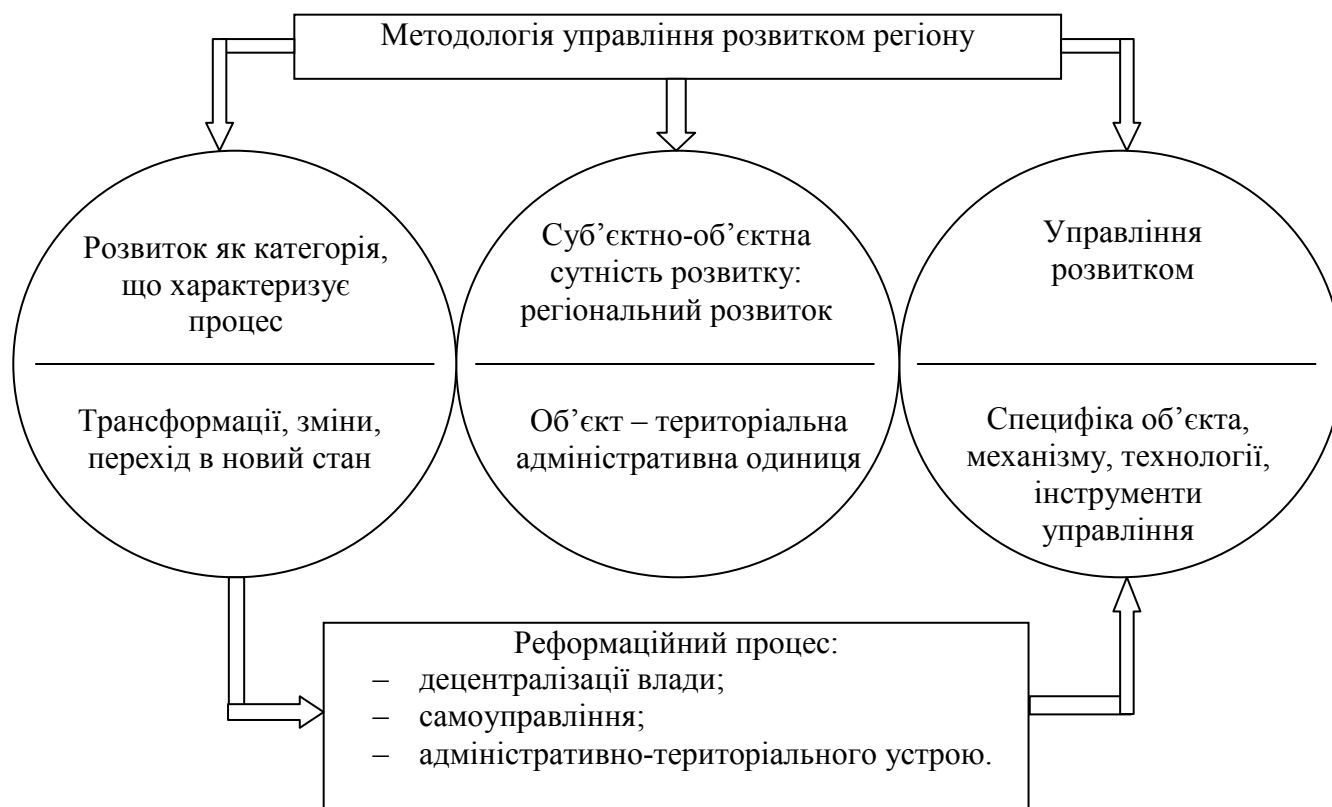 Методологія управління розвитком регіону
Розвиток як категорія,
що характеризує
процес
Трансформації, зміни,
перехід в новий стан
Суб’єктно-об’єктна
сутність розвитку:
регіональний розвиток
Об’єкт – територіальна
адміністративна одиниця
Управління
розвитком
Специфіка об’єкта,
механізму, технології,
інструменти
управління
Реформаційний процес:
– децентралізації влади;
– самоуправління;
– адміністративно-територіального устрою.